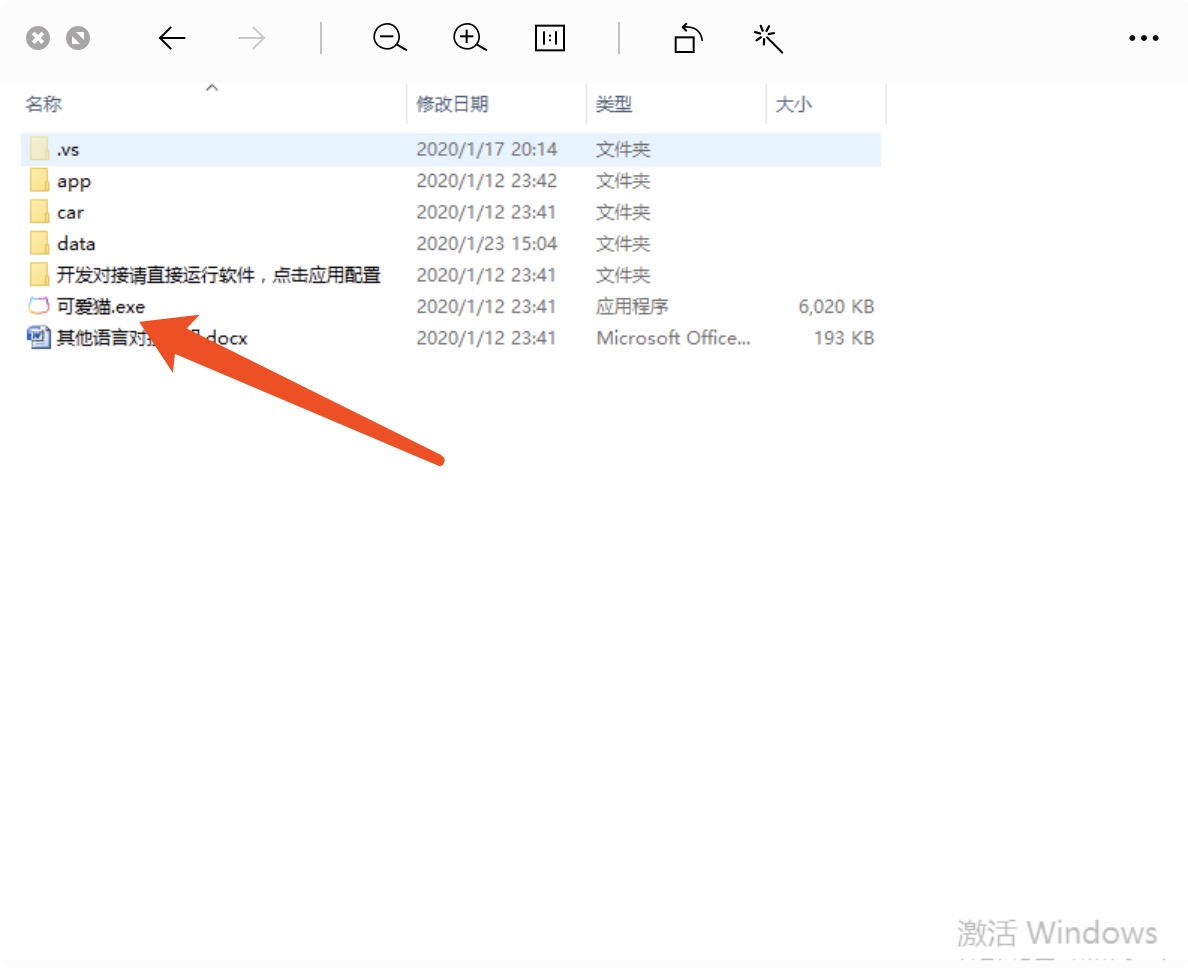 名称 修改日期 类型 大小
.vs 2020/1/17 20:14 文件夹
app 2020/1/12 23:42 文件夹
car 2020/1/12 23:41 文件夹
data 2020/1/23 15:04 文件夹
开发对接请直接运行软件，点击应用配置 2020/1/12 23:41 文件夹
可爱猫.exe 2020/1/12 23:41 应用程序 6,020 KB
其他语言对 .docx 2020/1/12 23:41 Microsoft Office... 193 KB
激活 Windows